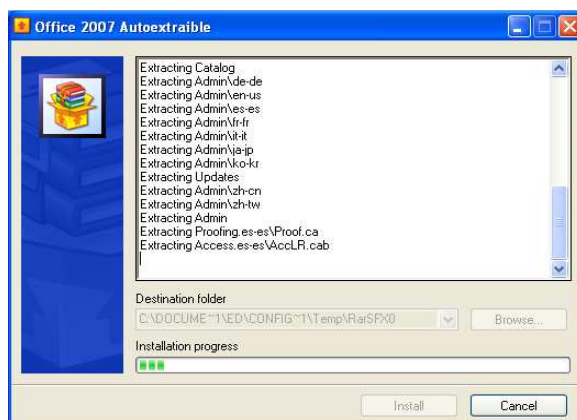 Office 2007 Autoextraible
Extracting Catalog
Extracting Admin\de-de
Extracting Admin\en-us
Extracting Admin\es-es
Extracting Admin\fr-fr
Extracting Admin\it-it
Extracting Admin\ja-jp
Extracting Admin\ko-kr
Extracting Updates
Extracting Admin\zh-cn
Extracting Admin\zh-tw
Extracting Admin
Extracting Proofing.es-es\Proof.ca
Extracting Access.es-es\AccLR.cab
Destination folder
C:\DOCUME~1\ED\CONFIG~1\Temp\RarSFX0
Browse...
Installation progress
Install
Cancel